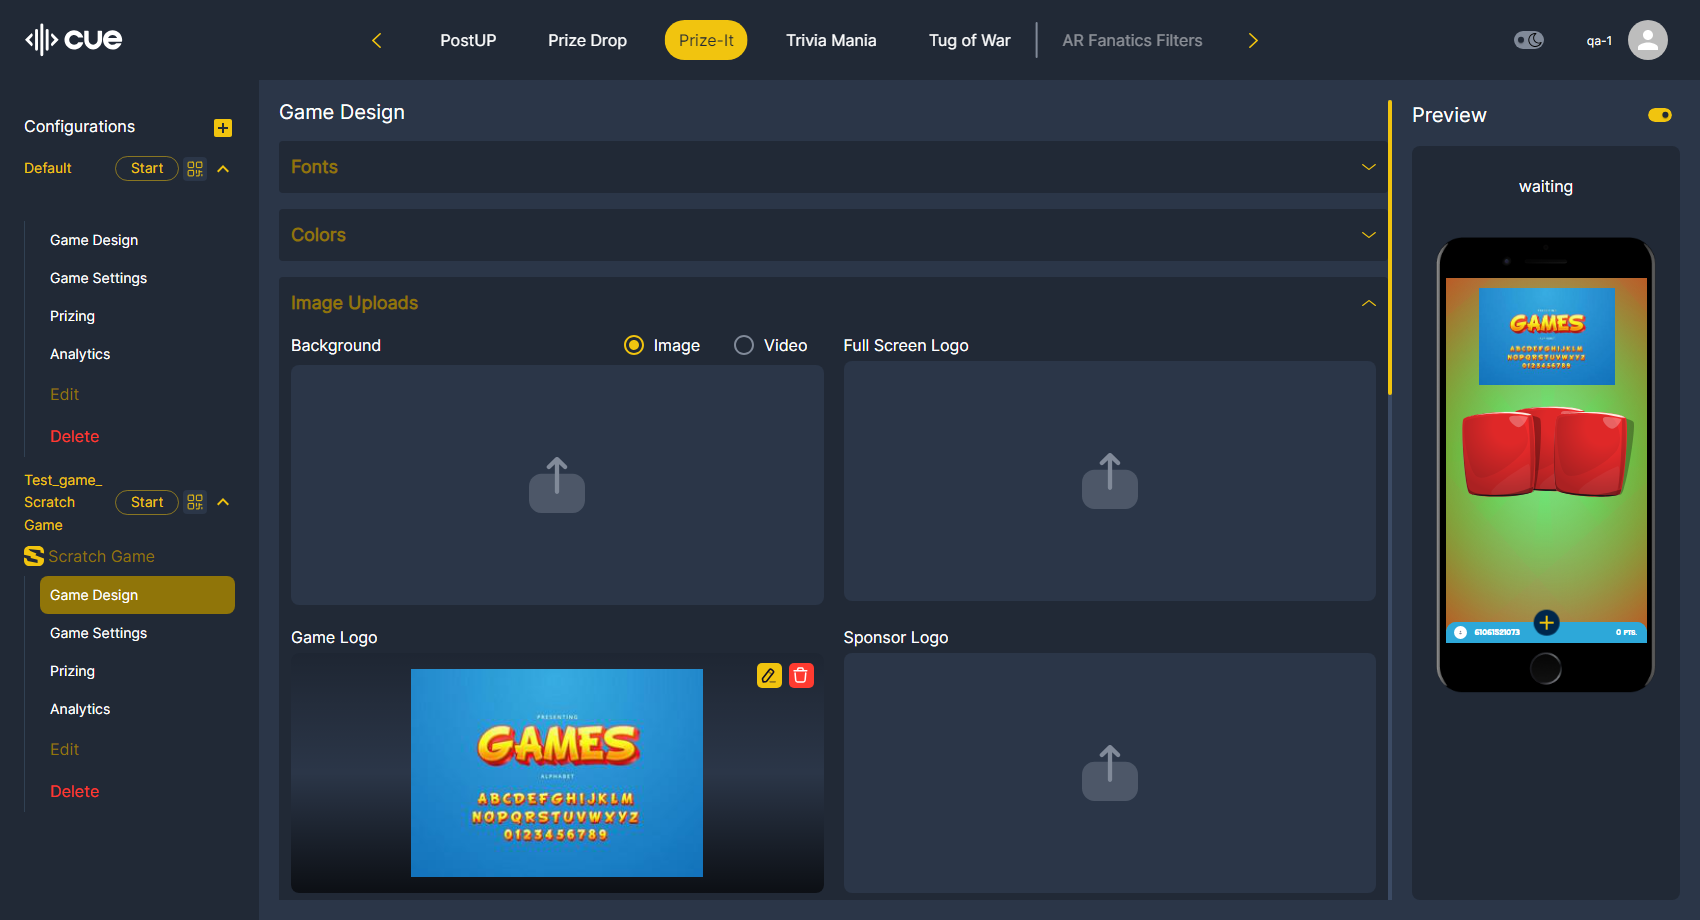 cue
PostUP
Prize Drop
Prize-It
Trivia Mania
Tug of War
AR Fanatics Filters
qa-1
Configurations
Default
Start
Game Design
Game Settings
Prizing
Analytics
Edit
Delete
Test_game_
Scratch
Game
Start
Scratch Game
Game Design
Game Settings
Prizing
Analytics
Edit
Delete
Game Design
Fonts
Colors
Image Uploads
Background
Image
Video
Full Screen Logo
Game Logo
Sponsor Logo
PRESENTING
GAMES
ALPHABET
ABCDEFGHIJKLM
NOPQRSTUVWXYZ
0123456789
Preview
waiting
GAMES
ABCDEFGHIJKLM
NOPQRSTUVWXYZ
0123456789
61061521073
0 PTS.